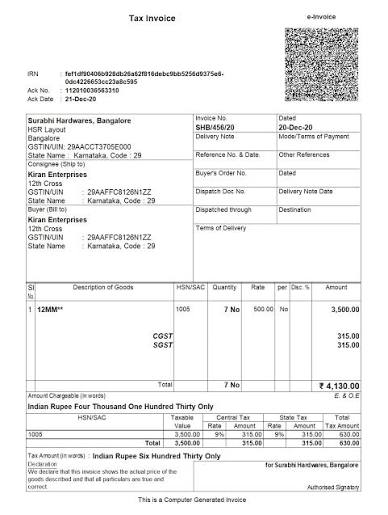 Tax Invoice
e-Invoice
IRN : fef1df90406b928db26a62f816debc9bb5256d9375e6-
0dc4226653cc23a8c595
Ack No. : 112010036563310
Ack Date : 21-Dec-20
Surabhi Hardwares, Bangalore
HSR Layout
Bangalore
GSTIN/UIN: 29AACCT3705E000
State Name : Karnataka, Code : 29
Invoice No. Dated
SHB/456/20 20-Dec-20
Delivery Note Mode/Terms of Payment
Reference No. & Date. Other References
Consignee (Ship to)
Kiran Enterprises
12th Cross
GSTIN/UIN : 29AAFFC8126N1ZZ
State Name : Karnataka, Code : 29
Buyer's Order No. Dated
Dispatch Doc No. Delivery Note Date
Dispatched through Destination
Buyer (Bill to)
Kiran Enterprises
12th Cross
GSTIN/UIN : 29AAFFC8126N1ZZ
State Name : Karnataka, Code : 29
Terms of Delivery
Sl No. Description of Goods HSN/SAC Quantity Rate per Disc. % Amount
1 12MM** 1005 7 No 500.00 No 3,500.00
CGST 315.00
SGST 315.00
Total 7 No ₹ 4,130.00
Amount Chargeable (in words) E. & O.E
Indian Rupee Four Thousand One Hundred Thirty Only
HSN/SAC Taxable Value Central Tax Rate Amount State Tax Rate Amount Total Tax Amount
1005 3,500.00 9% 315.00 9% 315.00 630.00
Total 3,500.00 315.00 315.00 630.00
Tax Amount (in words) : Indian Rupee Six Hundred Thirty Only
Declaration
We declare that this invoice shows the actual price of the
goods described and that all particulars are true and
correct
for Surabhi Hardwares, Bangalore
Authorised Signatory
This is a Computer Generated Invoice